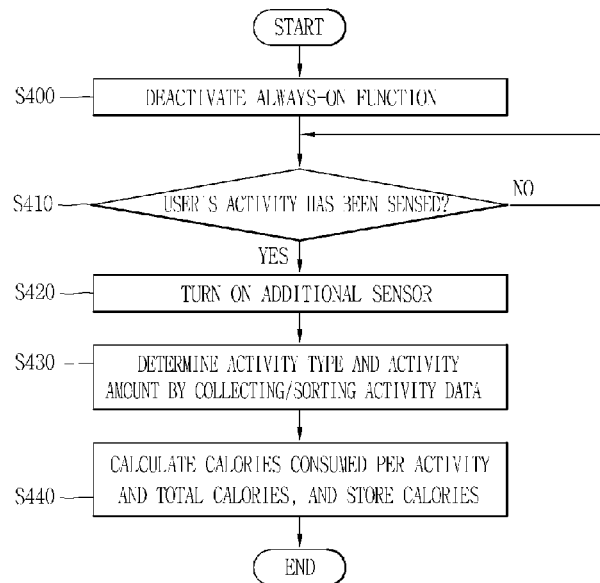 START
S400
DEACTIVATE ALWAYS-ON FUNCTION
S410
USER'S ACTIVITY HAS BEEN SENSED?
NO
YES
S420
TURN ON ADDITIONAL SENSOR
S430
DETERMINE ACTIVITY TYPE AND ACTIVITY
AMOUNT BY COLLECTING/SORTING ACTIVITY DATA
S440
CALCULATE CALORIES CONSUMED PER ACTIVITY
AND TOTAL CALORIES, AND STORE CALORIES
END